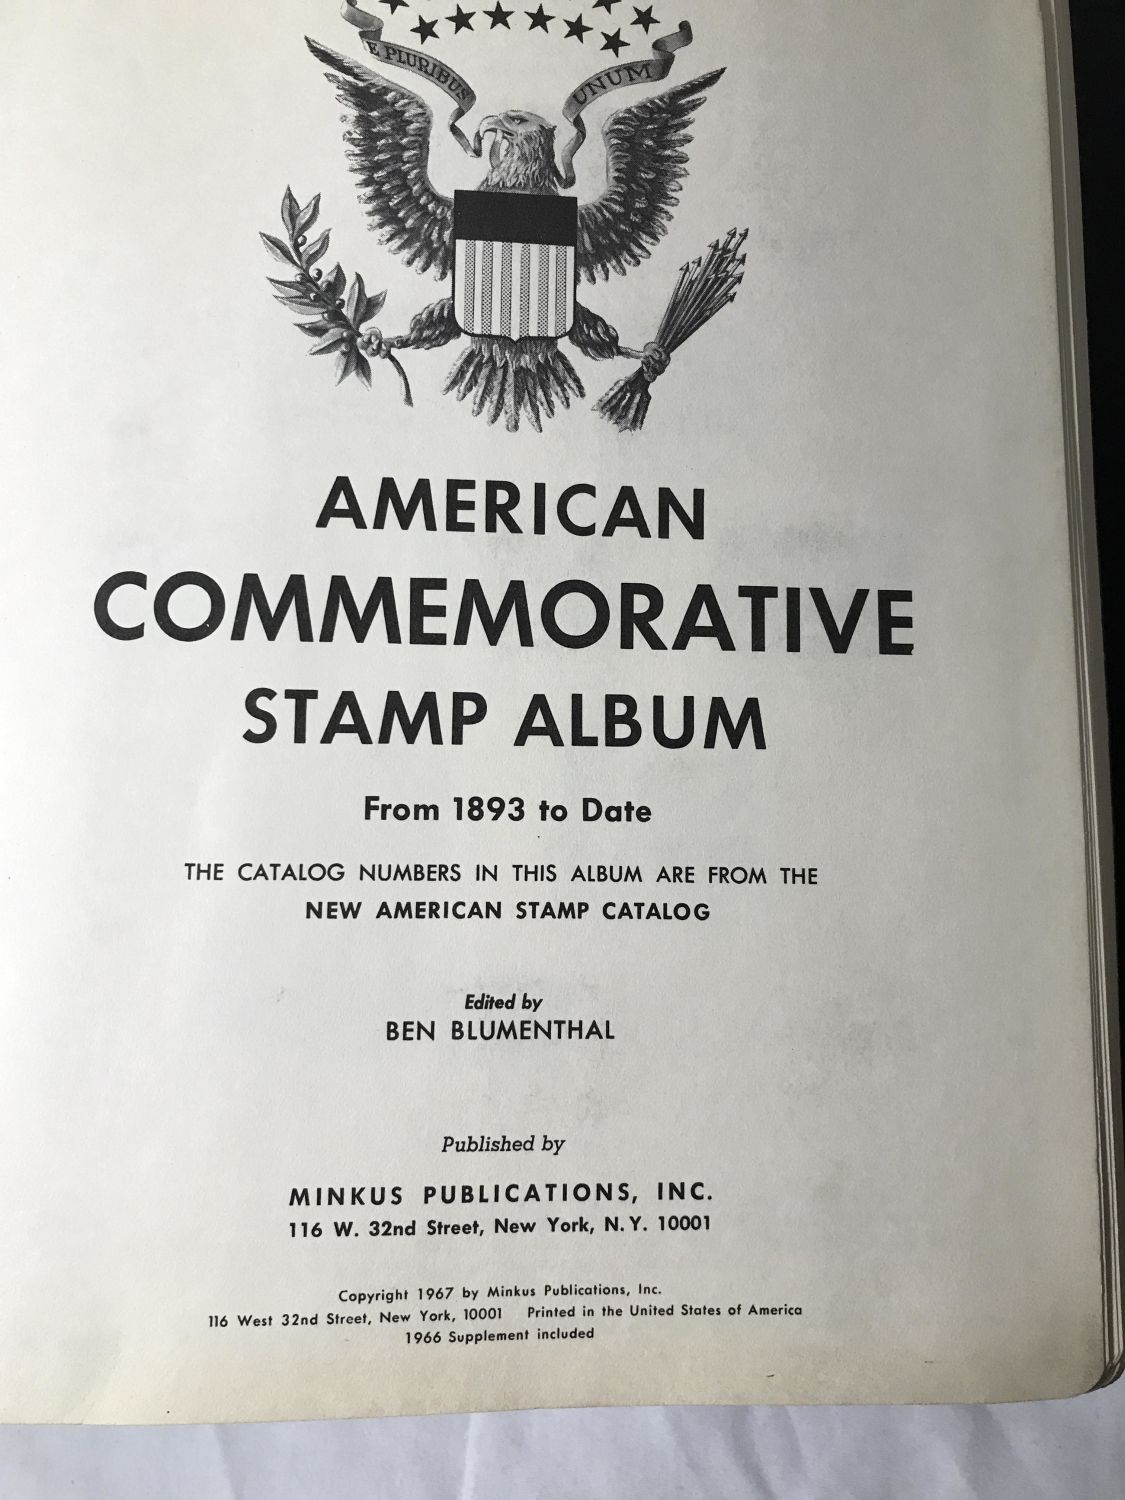 E PLURIBUS UNUM
AMERICAN
COMMEMORATIVE
STAMP ALBUM
From 1893 to Date
THE CATALOG NUMBERS IN THIS ALBUM ARE FROM THE
NEW AMERICAN STAMP CATALOG
Edited by
BEN BLUMENTHAL
Published by
MINKUS PUBLICATIONS, INC.
116 W. 32nd Street, New York, N.Y. 10001
Copyright 1967 by Minkus Publications, Inc.
116 West 32nd Street, New York, 10001 Printed in the United States of America
1966 Supplement included